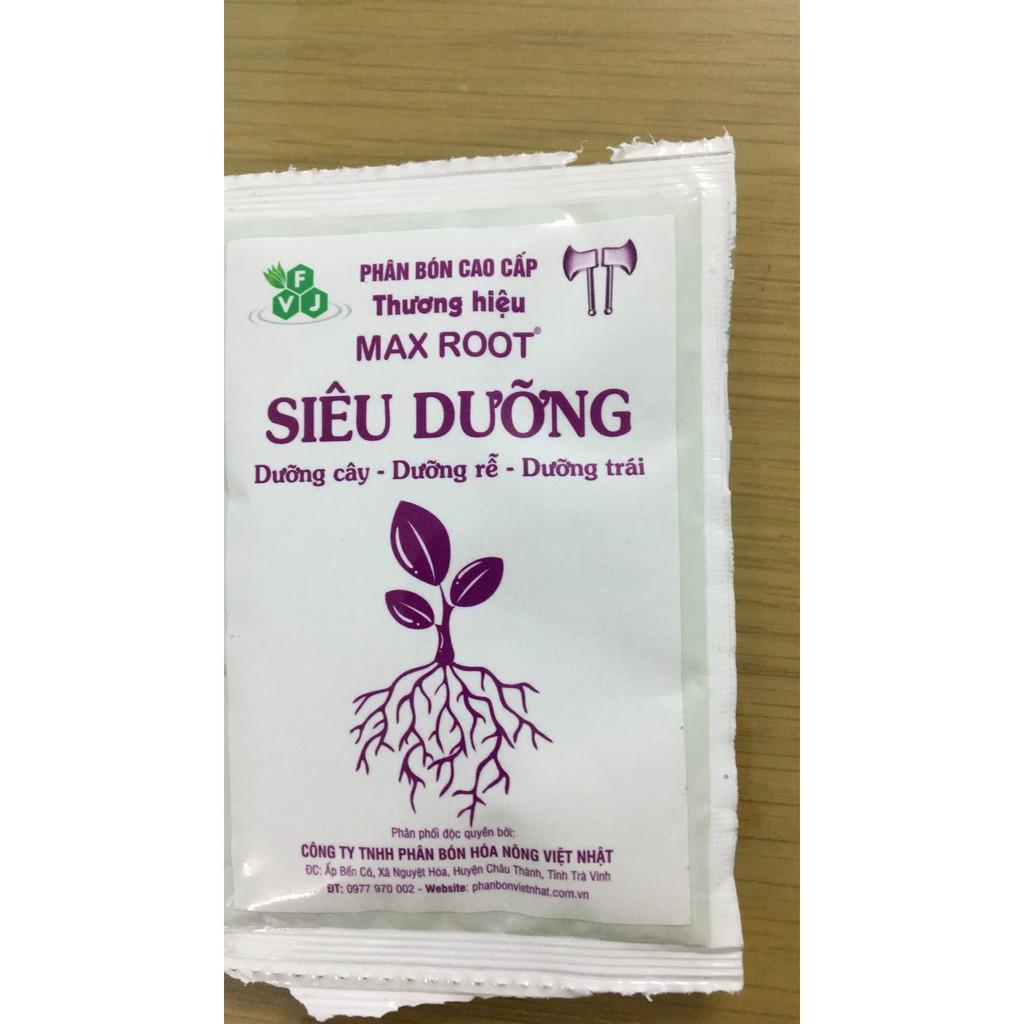 F
VJ
PHÂN BÓN CAO CẤP
Thương hiệu
MAX ROOT®
SIÊU DƯỠNG
Dưỡng cây - Dưỡng rễ - Dưỡng trái
Phân phối độc quyền bởi:
CÔNG TY TNHH PHÂN BÓN HÓA NÔNG VIỆT NHẬT
ĐC: Ấp Bến Có, Xã Nguyệt Hóa, Huyện Châu Thành, Tỉnh Trà Vinh
ĐT: 0977 970 002 - Website: phanbonvietnhat.com.vn